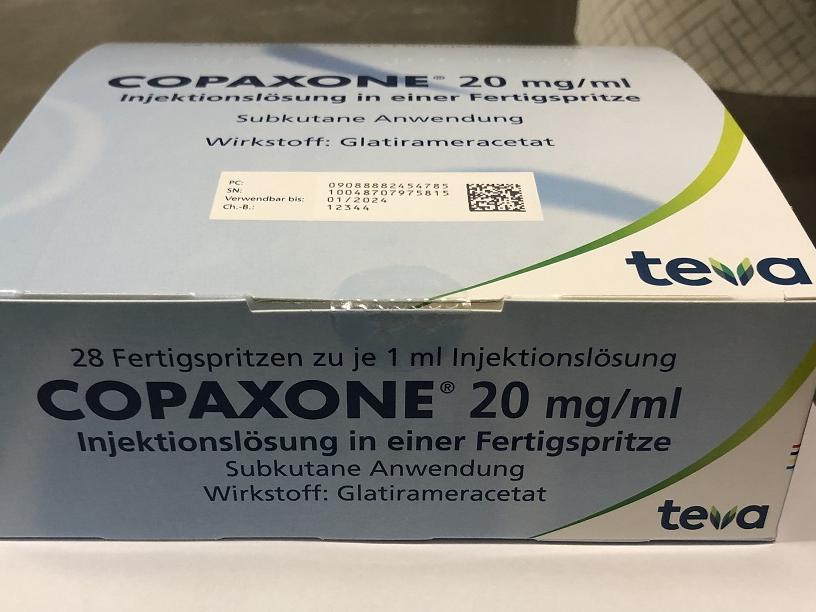 COPAXONE® 20 mg/ml
Injektionslösung in einer Fertigspritze
Subkutane Anwendung
Wirkstoff: Glatirameracetat
PC: 09088882454785
SN: 10048707975815
Verwendbar bis: 01/2024
Ch.-B.: 12344
teva
28 Fertigspritzen zu je 1 ml Injektionslösung
COPAXONE® 20 mg/ml
Injektionslösung in einer Fertigspritze
Subkutane Anwendung
Wirkstoff: Glatirameracetat
teva